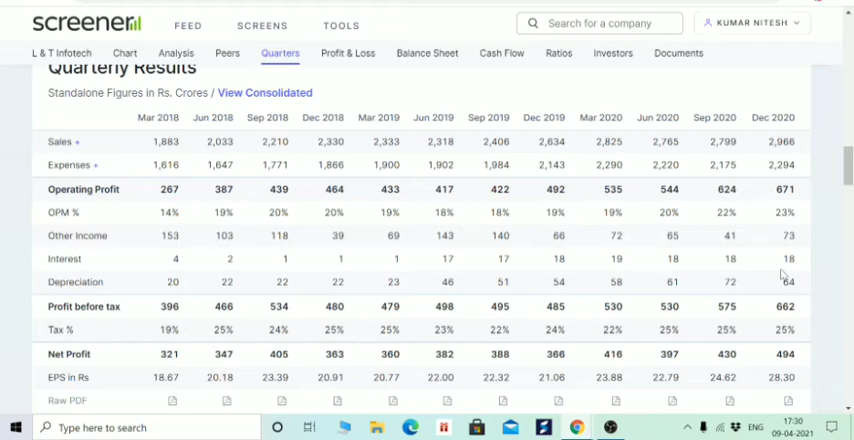 screener
FEED SCREENS TOOLS
Search for a company
KUMAR NITESH
L & T Infotech Chart Analysis Peers Quarters Profit & Loss Balance Sheet Cash Flow Ratios Investors Documents
Quarterly Results
Standalone Figures in Rs. Crores / View Consolidated
Mar 2018 Jun 2018 Sep 2018 Dec 2018 Mar 2019 Jun 2019 Sep 2019 Dec 2019 Mar 2020 Jun 2020 Sep 2020 Dec 2020
Sales + 1,883 2,033 2,210 2,330 2,333 2,318 2,406 2,634 2,825 2,765 2,799 2,966
Expenses + 1,616 1,647 1,771 1,866 1,900 1,902 1,984 2,143 2,290 2,220 2,175 2,294
Operating Profit 267 387 439 464 433 417 422 492 535 544 624 671
OPM % 14% 19% 20% 20% 19% 18% 18% 19% 19% 20% 22% 23%
Other Income 153 103 118 39 69 143 140 66 72 65 41 73
Interest 4 2 1 1 1 17 17 18 19 18 18 18
Depreciation 20 22 22 22 23 46 51 54 58 61 72 64
Profit before tax 396 466 534 480 479 498 495 485 530 530 575 662
Tax % 19% 25% 24% 25% 25% 23% 22% 24% 22% 25% 25% 25%
Net Profit 321 347 405 363 360 382 388 366 416 397 430 494
EPS in Rs 18.67 20.18 23.39 20.91 20.77 22.00 22.32 21.06 23.88 22.79 24.62 28.30
Raw PDF
Type here to search
ENG
17:30
09-04-2021